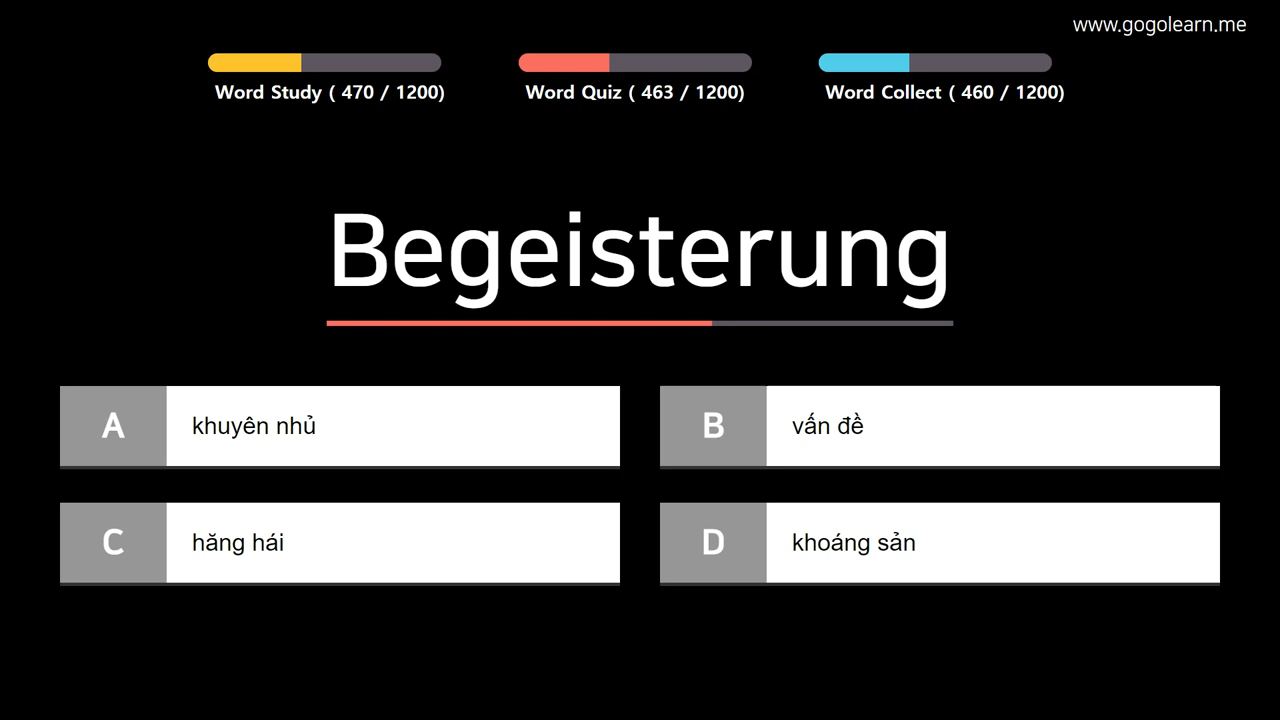 www.gogolearn.me
Word Study ( 470 / 1200)
Word Quiz ( 463 / 1200)
Word Collect ( 460 / 1200)
Begeisterung
A khuyên nhủ
B vấn đề
C hăng hái
D khoáng sản